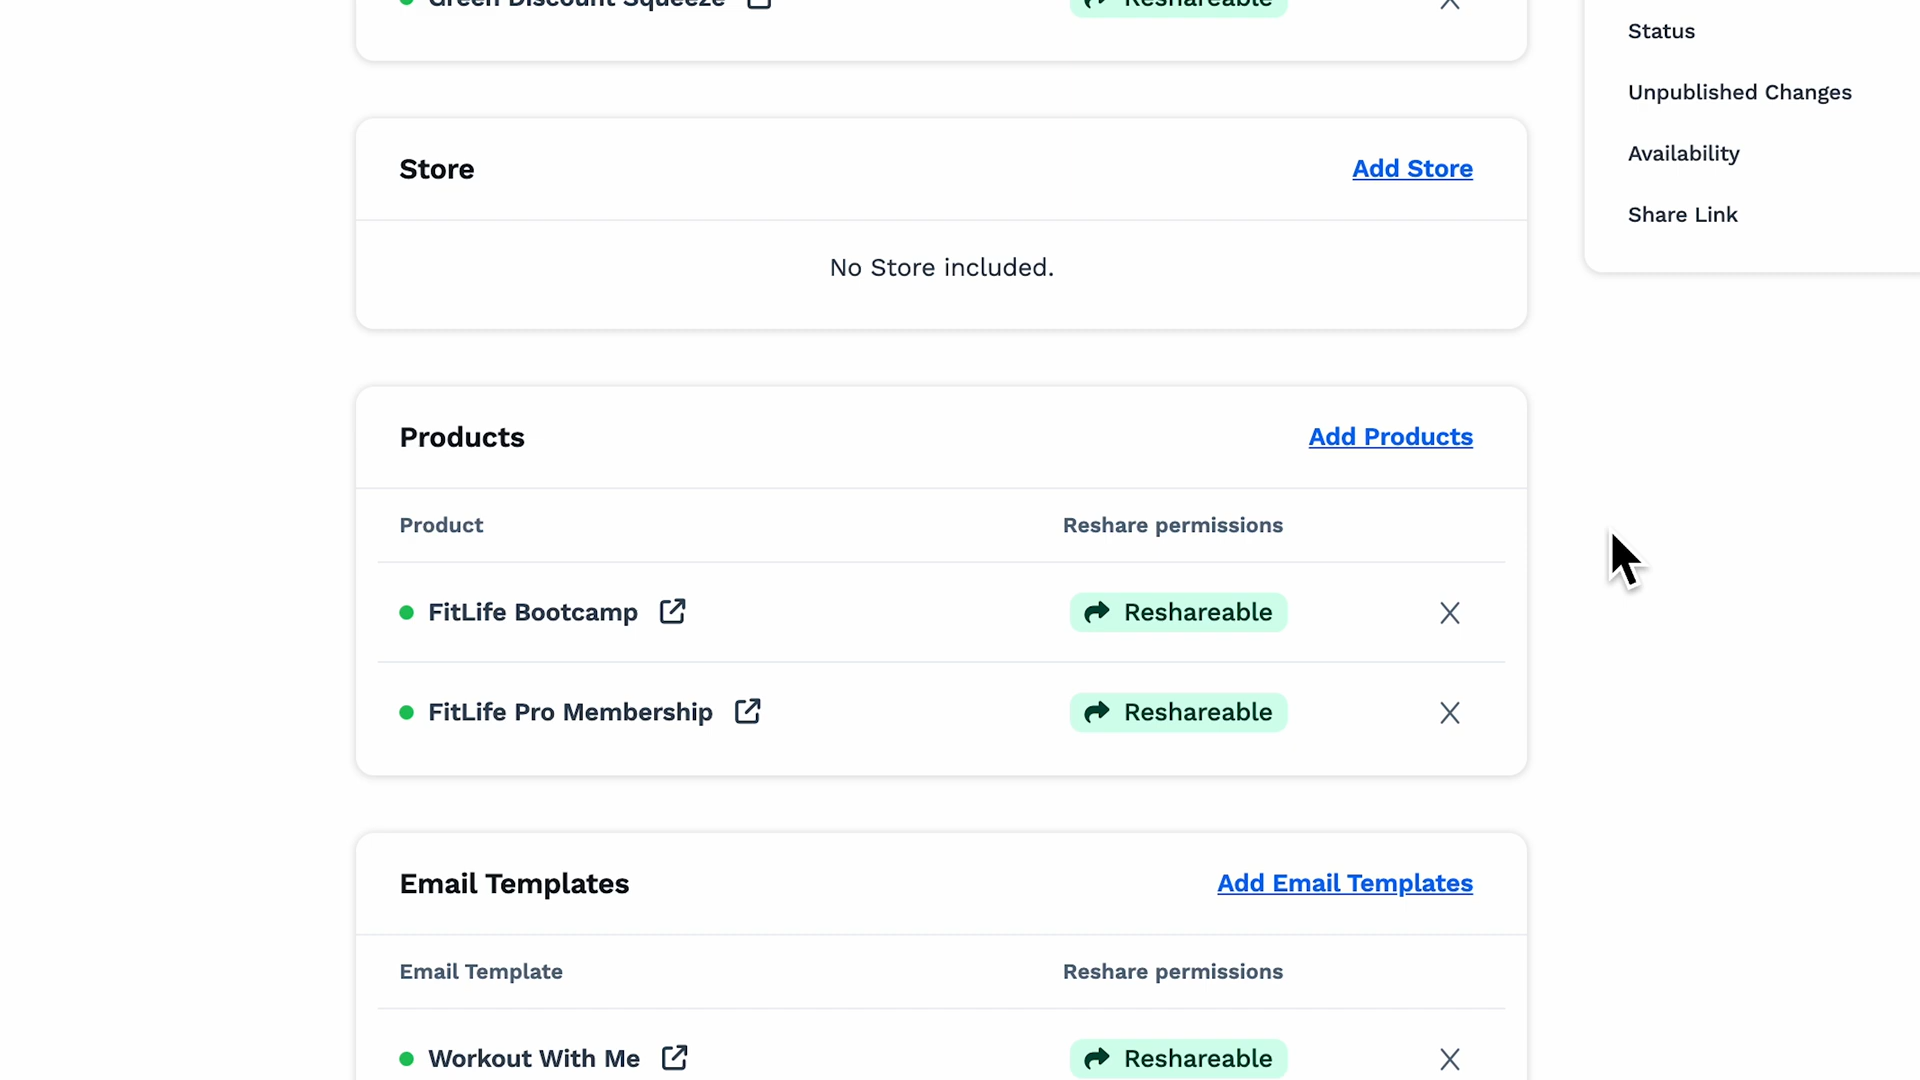 Green Discount Squeeze
Reshareable
Status
Unpublished Changes
Availability
Share Link
Store
Add Store
No Store included.
Products
Add Products
Product
Reshare permissions
FitLife Bootcamp
Reshareable
FitLife Pro Membership
Reshareable
Email Templates
Add Email Templates
Email Template
Reshare permissions
Workout With Me
Reshareable